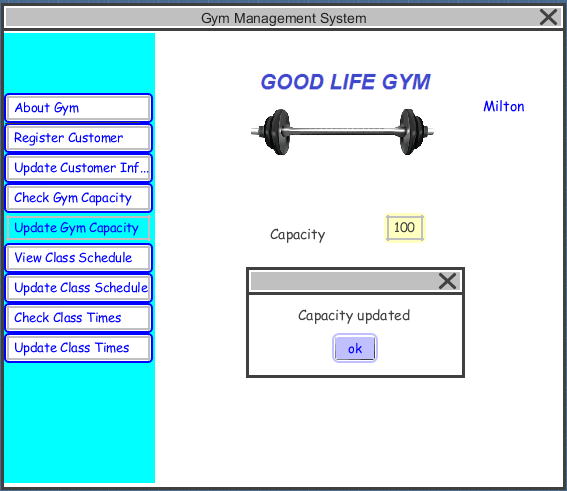 Gym Management System
GOOD LIFE GYM
Milton
About Gym
Register Customer
Update Customer Inf...
Check Gym Capacity
Update Gym Capacity
View Class Schedule
Update Class Schedule
Check Class Times
Update Class Times
Capacity 100
Capacity updated
ok